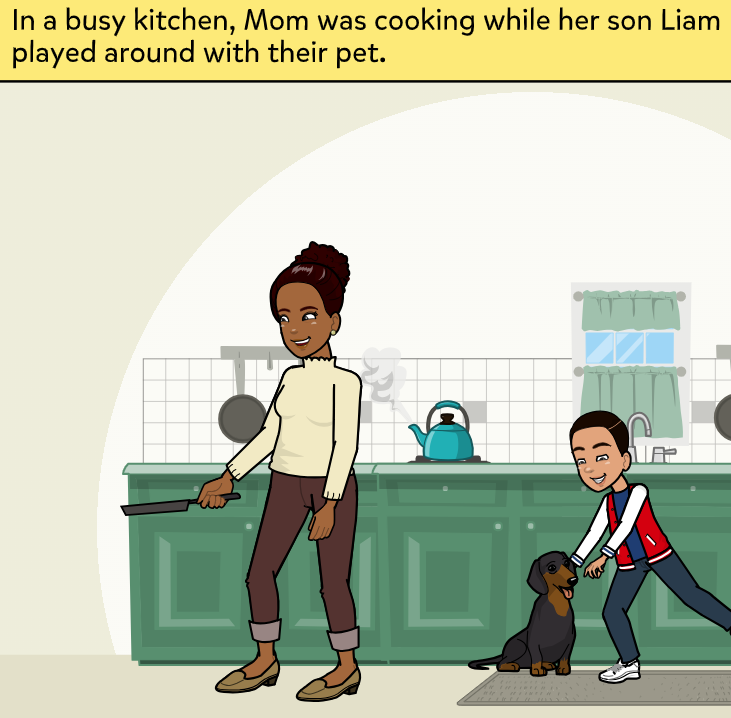 In a busy kitchen, Mom was cooking while her son Liam
played around with their pet.